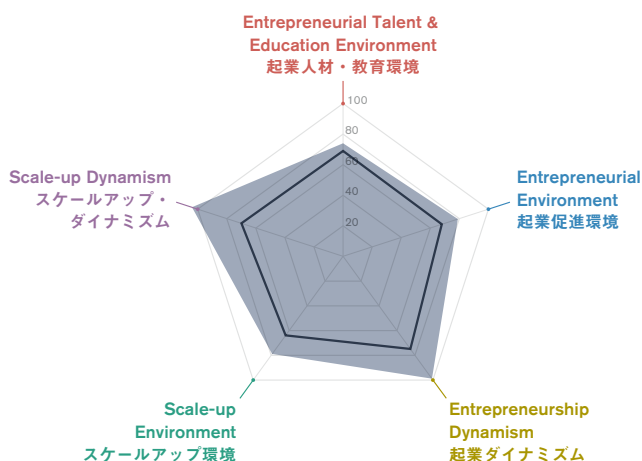 Entrepreneurial Talent &
Education Environment
起業人材・教育環境
100
80
60
40
20
Scale-up Dynamism
スケールアップ・
ダイナミズム
Entrepreneurial
Environment
起業促進環境
Scale-up
Environment
スケールアップ環境
Entrepreneurship
Dynamism
起業ダイナミズム